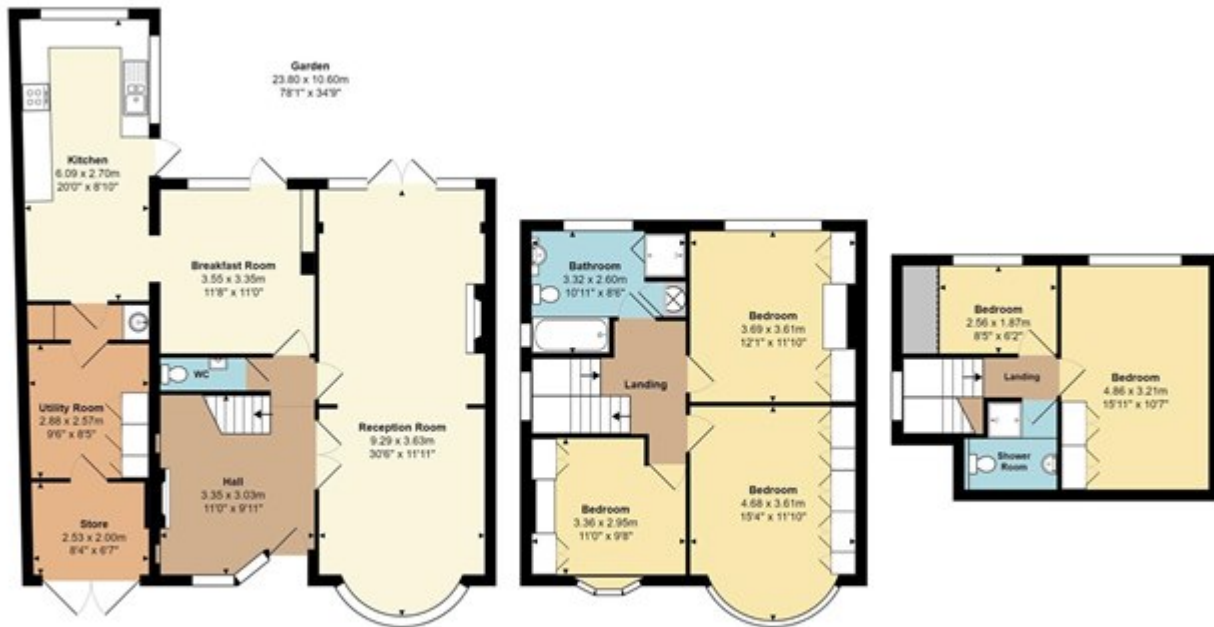 Garden
23.80 x 10.60m
78'1" x 34'9"
Kitchen
6.09 x 2.70m
20'0" x 8'10"
Breakfast Room
3.55 x 3.35m
11'8" x 11'0"
WC
Utility Room
2.88 x 2.57m
9'6" x 8'5"
Reception Room
9.29 x 3.63m
30'6" x 11'11"
Hall
3.35 x 3.03m
11'0" x 9'11"
Store
2.53 x 2.00m
8'4" x 6'7"
Bathroom
3.32 x 2.60m
10'11" x 8'6"
Bedroom
3.69 x 3.61m
12'1" x 11'10"
Landing
Bedroom
4.68 x 3.61m
15'4" x 11'10"
Bedroom
3.36 x 2.95m
11'0" x 9'8"
Bedroom
2.56 x 1.87m
8'5" x 6'2"
Landing
Bedroom
4.86 x 3.21m
15'11" x 10'7"
Shower
Room